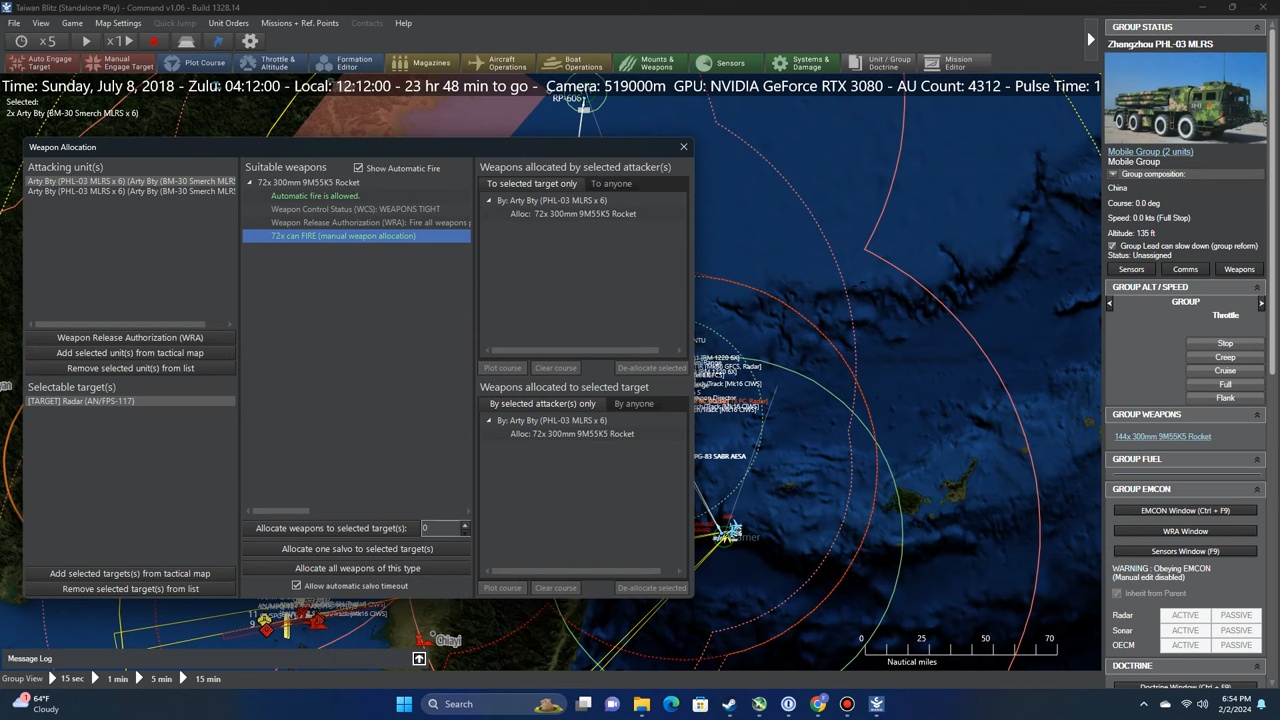 Taiwan Blitz (Standalone Play) - Command v1.06 - Build 1328.14
File View Game Map Settings Quick Jump Unit Orders Missions + Ref. Points Contacts Help
x5 x1
Auto Engage Target
Manual Engage Target
Plot Course
Throttle & Altitude
Formation Editor
Magazines
Aircraft Operations
Boat Operations
Mounts & Weapons
Sensors
Systems & Damage
Unit / Group Doctrine
Mission Editor
Time: Sunday, July 8, 2018 - Zulu: 04:12:00 - Local: 12:12:00 - 23 hr 48 min to go - Camera: 519000m GPU: NVIDIA GeForce RTX 3080 - AU Count: 4312 - Pulse Time: 1
Selected:
2x Arty Bty (BM-30 Smerch MLRS x 6)
Weapon Allocation
Attacking unit(s)
Arty Bty (PHL-03 MLRS x 6) (Arty Bty (BM-30 Smerch MLRS
Arty Bty (PHL-03 MLRS x 6) (Arty Bty (BM-30 Smerch MLRS
Weapon Release Authorization (WRA)
Add selected unit(s) from tactical map
Remove selected unit(s) from list
Selectable target(s)
[TARGET] Radar (AN/FPS-117)
Add selected targets(s) from tactical map
Remove selected target(s) from list
Suitable weapons Show Automatic Fire
72x 300mm 9M55K5 Rocket
Automatic fire is allowed.
Weapon Control Status (WCS): WEAPONS TIGHT
Weapon Release Authorization (WRA): Fire all weapons p
72x can FIRE (manual weapon allocation)
Allocate weapons to selected target(s): 0
Allocate one salvo to selected target(s)
Allocate all weapons of this type
Allow automatic salvo timeout
Weapons allocated by selected attacker(s)
To selected target only To anyone
By: Arty Bty (PHL-03 MLRS x 6)
Alloc: 72x 300mm 9M55K5 Rocket
Plot course Clear course De-allocate selected
Weapons allocated to selected target
By selected attacker(s) only By anyone
By: Arty Bty (PHL-03 MLRS x 6)
Alloc: 72x 300mm 9M55K5 Rocket
Plot course Clear course De-allocate selected
Chiayi
0 25 50 70
Nautical miles
Message Log
Group View 15 sec 1 min 5 min 15 min
GROUP STATUS
Zhangzhou PHL-03 MLRS
Mobile Group (2 units)
Mobile Group
Group composition:
China
Course: 0.0 deg
Speed: 0.0 kts (Full Stop)
Altitude: 135 ft
Group Lead can slow down (group reform)
Status: Unassigned
Sensors Comms Weapons
GROUP ALT / SPEED
GROUP
Throttle
Stop
Creep
Cruise
Full
Flank
GROUP WEAPONS
144x 300mm 9M55K5 Rocket
GROUP FUEL
GROUP EMCON
EMCON Window (Ctrl + F9)
WRA Window
Sensors Window (F9)
WARNING : Obeying EMCON
(Manual edit disabled)
Inherit from Parent
Radar ACTIVE PASSIVE
Sonar ACTIVE PASSIVE
OECM ACTIVE PASSIVE
DOCTRINE
Doctrine Window (Ctrl+F9)
1
64°F
Cloudy
Search
6:54 PM
2/2/2024